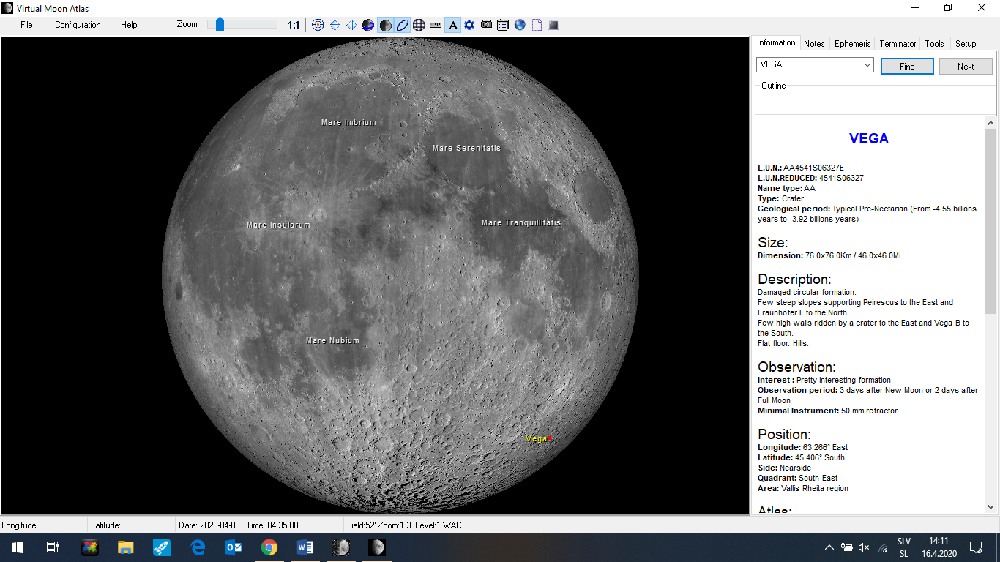 Virtual Moon Atlas
File Configuration Help Zoom: 1:1 A
Information Notes Ephemeris Terminator Tools Setup
VEGA Find Next
Outline
Mare Imbrium
Mare Serenitatis
Mare Insularum
Mare Tranquillitatis
Mare Nubium
Vega
VEGA
L.U.N.: AA4541S06327E
L.U.N.REDUCED: 4541S06327
Name type: AA
Type: Crater
Geological period: Typical Pre-Nectarian (From -4.55 billions
years to -3.92 billions years)
Size:
Dimension: 76.0x76.0Km / 46.0x46.0Mi
Description:
Damaged circular formation.
Few steep slopes supporting Peirescus to the East and
Fraunhofer E to the North.
Few high walls ridden by a crater to the East and Vega B to
the South.
Flat floor. Hills.
Observation:
Interest : Pretty interesting formation
Observation period: 3 days after New Moon or 2 days after
Full Moon
Minimal Instrument: 50 mm refractor
Position:
Longitude: 63.266° East
Latitude: 45.406° South
Side: Nearside
Quadrant: South-East
Area: Vallis Rheita region
Atlas:
Longitude: Latitude: Date: 2020-04-08 Time: 04:35:00 Field:52' Zoom:1.3 Level:1 WAC
SLV 14:11
SL 16.4.2020